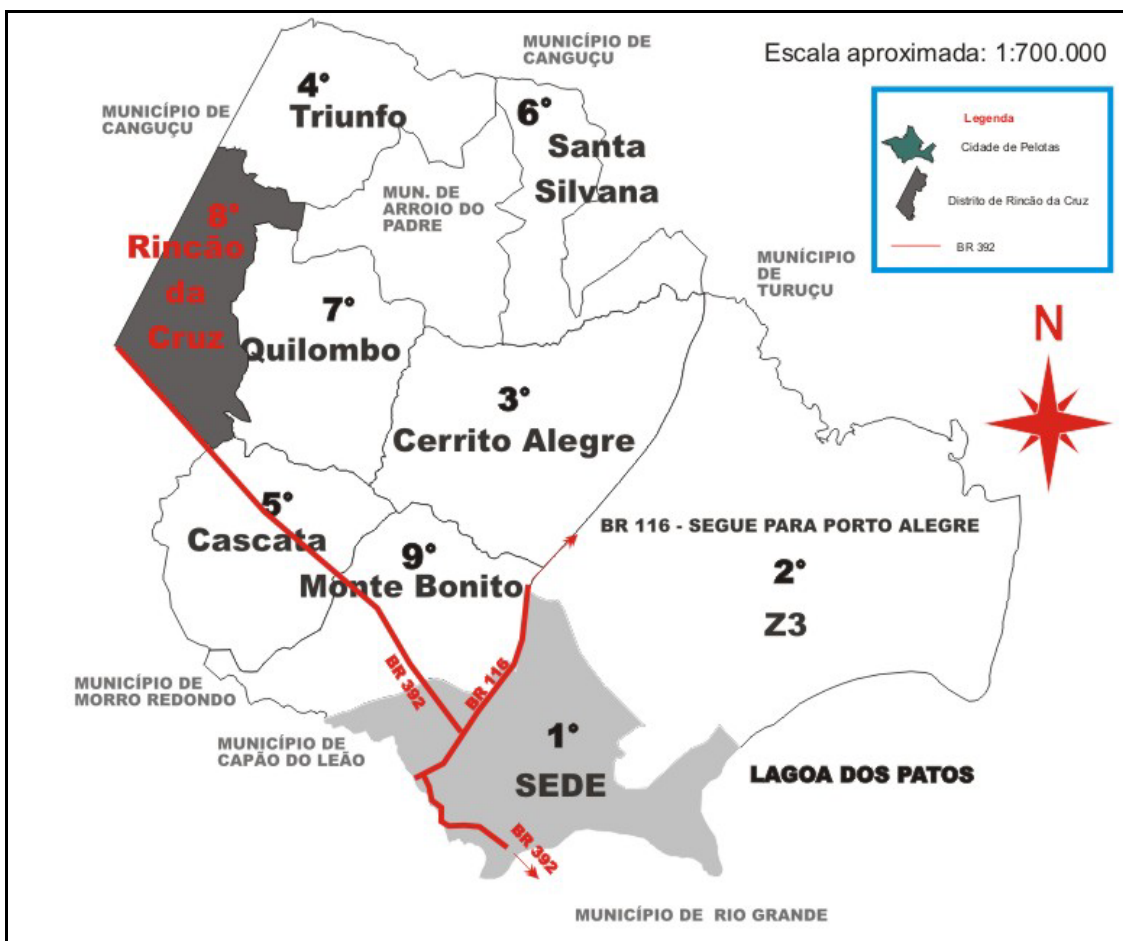 MUNICÍPIO DE
CANGUÇU
Escala aproximada: 1:700.000
4°
Triunfo
6°
Santa
Silvana
MUNICÍPIO DE
CANGUÇU
Legenda
Cidade de Pelotas
Distrito de Rincão da Cruz
BR 392
MUN. DE
ARROIO DO
PADRE
8°
Rincão
da
Cruz
MUNÍCIPIO
DE
TURUÇU
7°
Quilombo
N
3°
Cerrito Alegre
5°
Cascata
BR 116 - SEGUE PARA PORTO ALEGRE
9°
Monte Bonito
2°
Z3
BR 392
BR 116
MUNICÍPIO DE
MORRO REDONDO
MUNICÍPIO DE
CAPÃO DO LEÃO
1°
SEDE
LAGOA DOS PATOS
BR 392
MUNICÍPIO DE RIO GRANDE